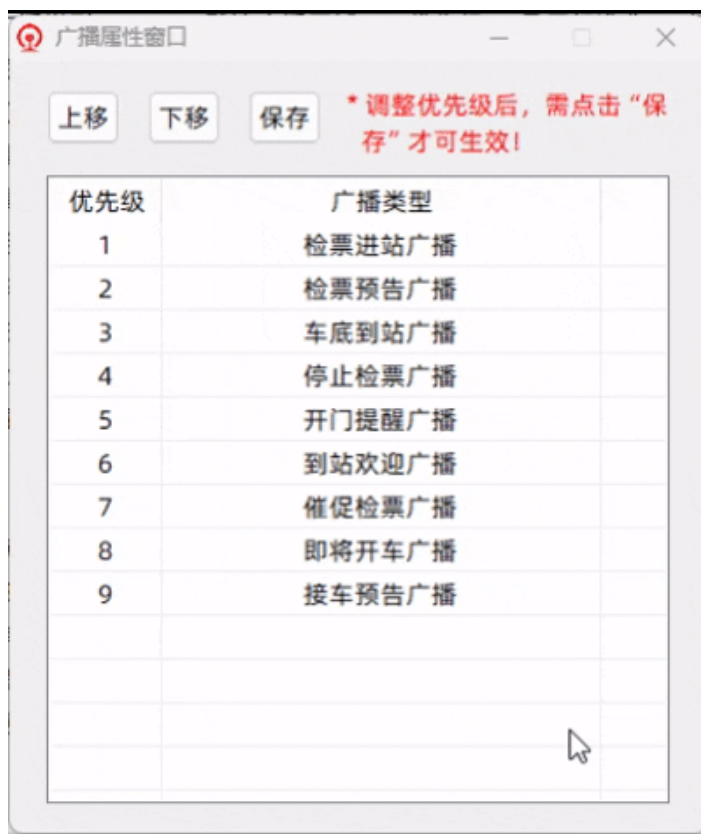 广播属性窗口
上移 下移 保存
* 调整优先级后，需点击“保
存”才可生效！
优先级 广播类型
1 检票进站广播
2 检票预告广播
3 车底到站广播
4 停止检票广播
5 开门提醒广播
6 到站欢迎广播
7 催促检票广播
8 即将开车广播
9 接车预告广播